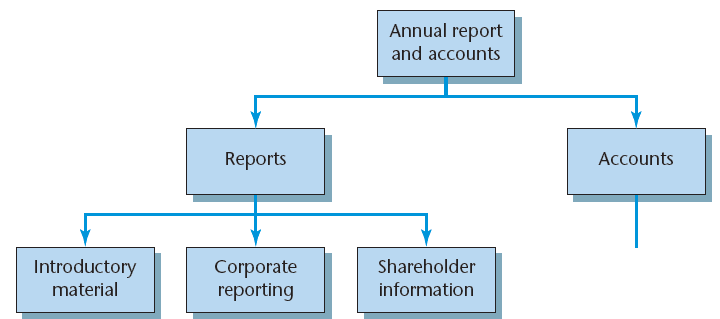 Annual report
and accounts
Reports
Accounts
Introductory
material
Corporate
reporting
Shareholder
information